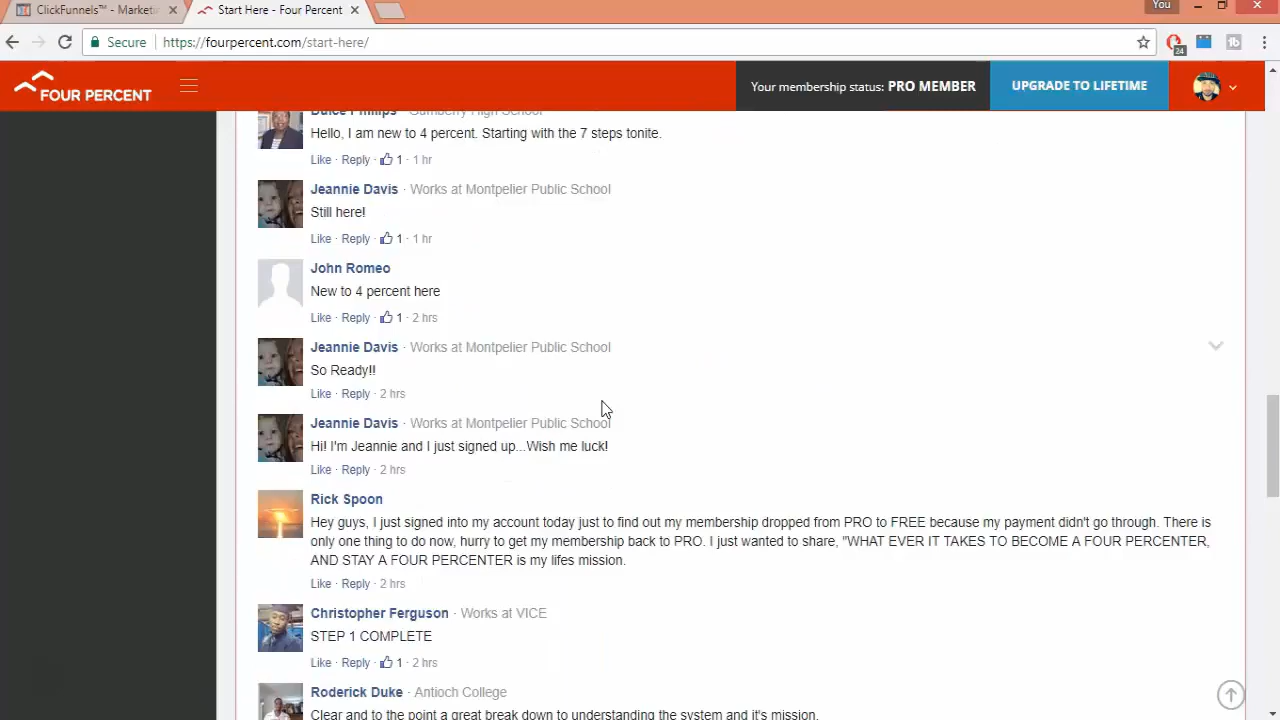 ClickFunnels™ - Marketi
Start Here - Four Percent
You
Secure
https://fourpercent.com/start-here/
24
FOUR PERCENT
Your membership status: PRO MEMBER
UPGRADE TO LIFETIME
Hello, I am new to 4 percent. Starting with the 7 steps tonite.
Like · Reply · 1 · 1 hr
Jeannie Davis · Works at Montpelier Public School
Still here!
Like · Reply · 1 · 1 hr
John Romeo
New to 4 percent here
Like · Reply · 1 · 2 hrs
Jeannie Davis · Works at Montpelier Public School
So Ready!!
Like · Reply · 2 hrs
Jeannie Davis · Works at Montpelier Public School
Hi! I'm Jeannie and I just signed up...Wish me luck!
Like · Reply · 2 hrs
Rick Spoon
Hey guys, I just signed into my account today just to find out my membership dropped from PRO to FREE because my payment didn't go through. There is
only one thing to do now, hurry to get my membership back to PRO. I just wanted to share, "WHAT EVER IT TAKES TO BECOME A FOUR PERCENTER,
AND STAY A FOUR PERCENTER is my lifes mission.
Like · Reply · 2 hrs
Christopher Ferguson · Works at VICE
STEP 1 COMPLETE
Like · Reply · 1 · 2 hrs
Roderick Duke · Antioch College
Clear and to the point a great break down to understanding the system and it's mission.